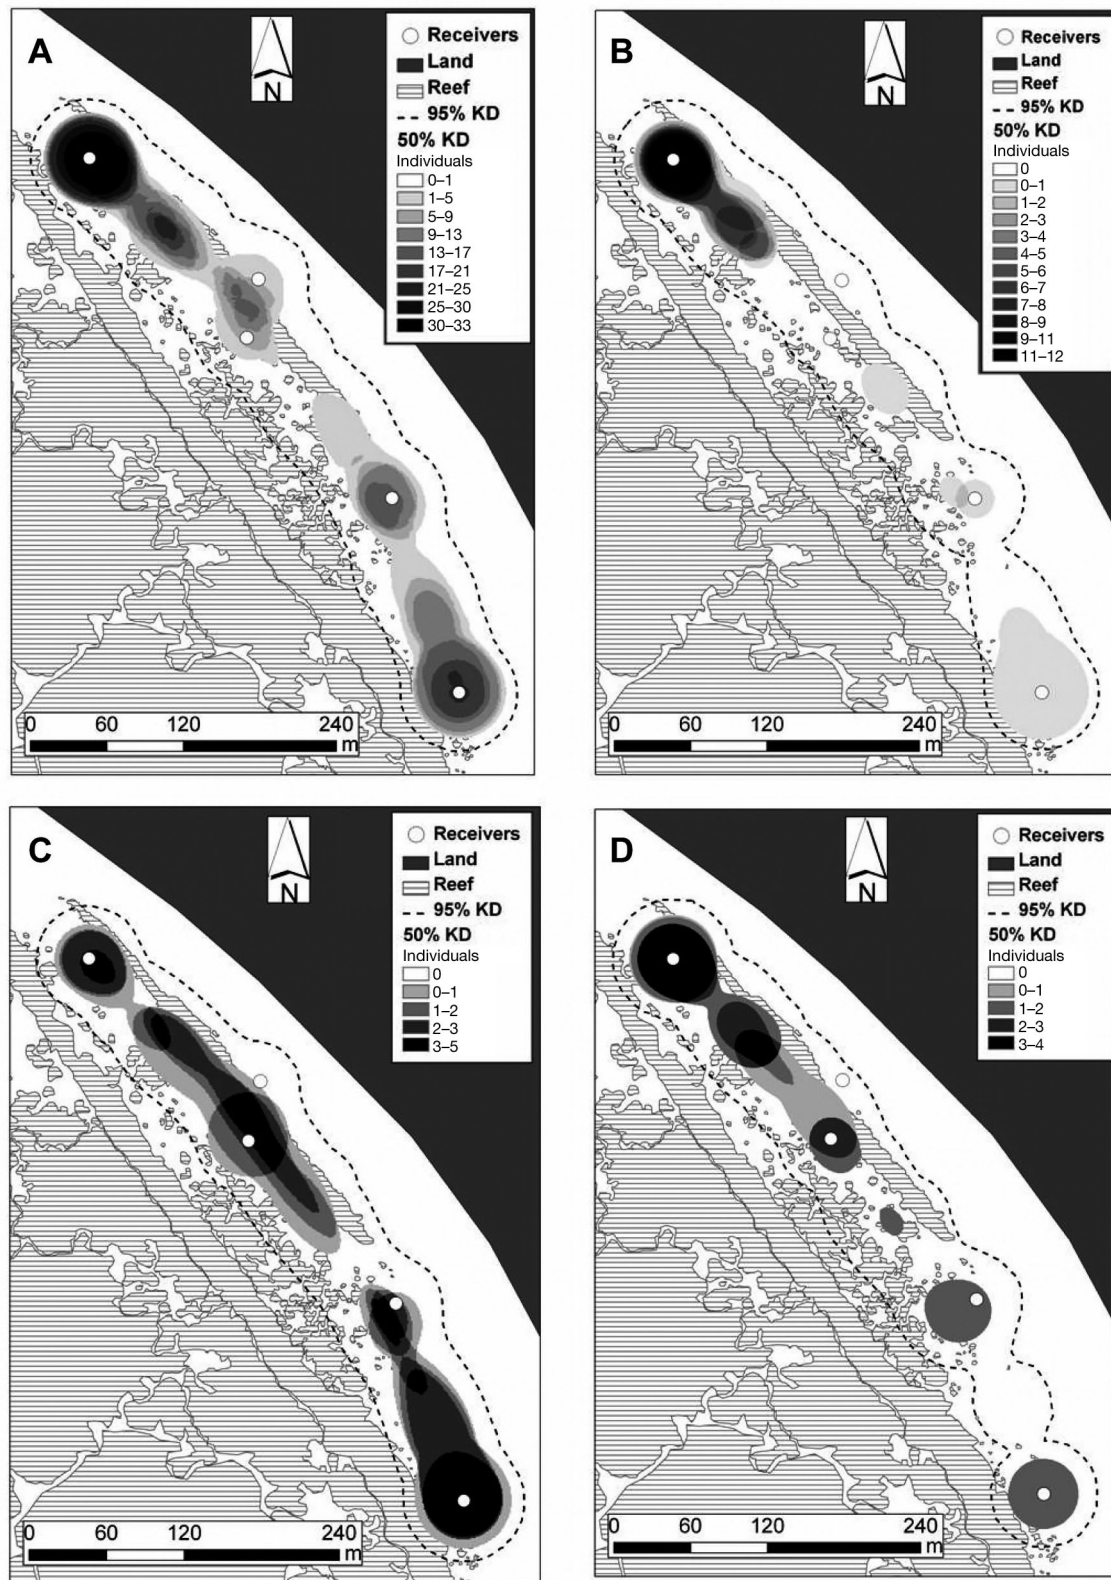 A
N
Receivers
Land
Reef
95% KD
50% KD
Individuals
0–1
1–5
5–9
9–13
13–17
17–21
21–25
25–30
30–33
0 60 120 240
m
B
N
Receivers
Land
Reef
95% KD
50% KD
Individuals
0
0–1
1–2
2–3
3–4
4–5
5–6
6–7
7–8
8–9
9–11
11–12
0 60 120 240
m
C
N
Receivers
Land
Reef
95% KD
50% KD
Individuals
0
0–1
1–2
2–3
3–5
0 60 120 240
m
D
N
Receivers
Land
Reef
95% KD
50% KD
Individuals
0
0–1
1–2
2–3
3–4
0 60 120 240
m